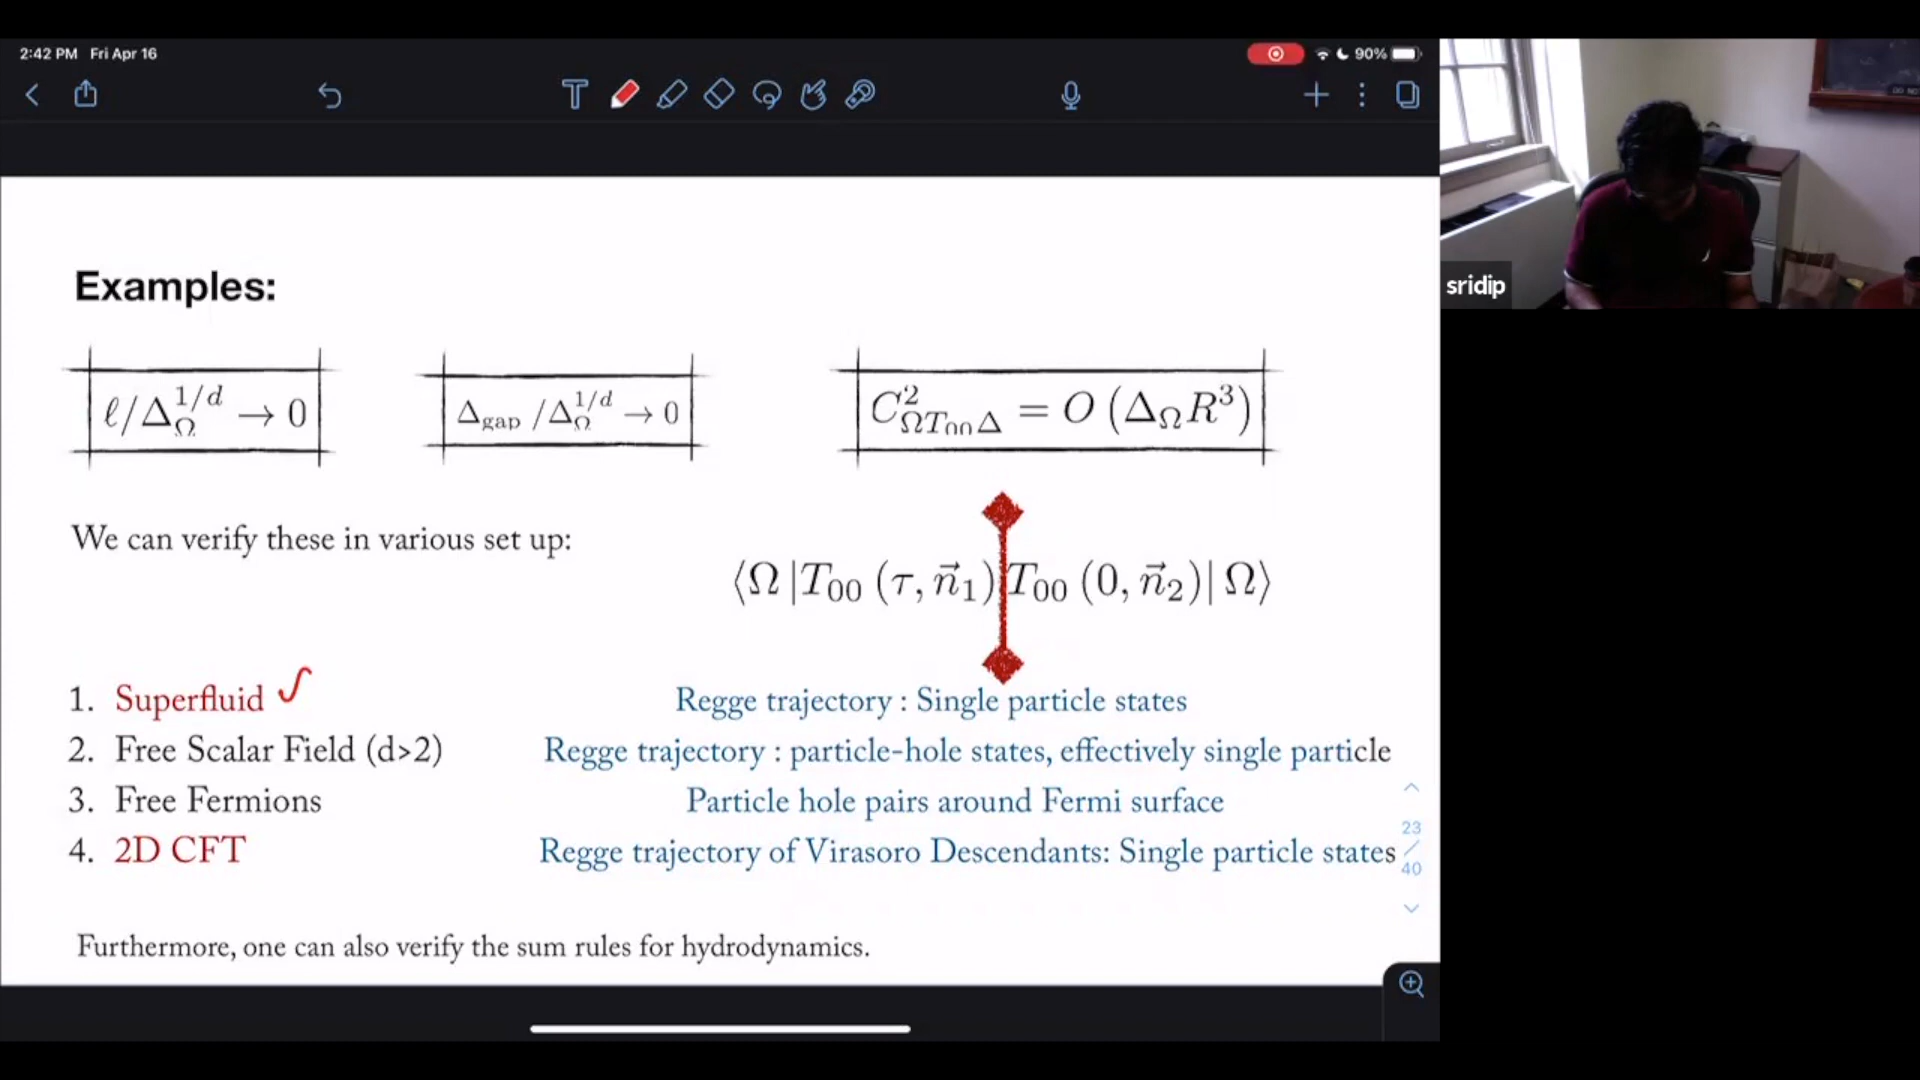 2:42 PM Fri Apr 16
90%
T
sridip
Examples:
ℓ/Δ_Ω^{1/d} → 0
Δ_gap /Δ_Ω^{1/d} → 0
C²_{ΩT₀₀Δ} = O (Δ_Ω R³)
We can verify these in various set up:
⟨Ω |T₀₀ (τ, n⃗₁) T₀₀ (0, n⃗₂)| Ω⟩
1. Superfluid Regge trajectory : Single particle states
2. Free Scalar Field (d>2) Regge trajectory : particle-hole states, effectively single particle
3. Free Fermions Particle hole pairs around Fermi surface
4. 2D CFT Regge trajectory of Virasoro Descendants: Single particle states
23 / 40
Furthermore, one can also verify the sum rules for hydrodynamics.